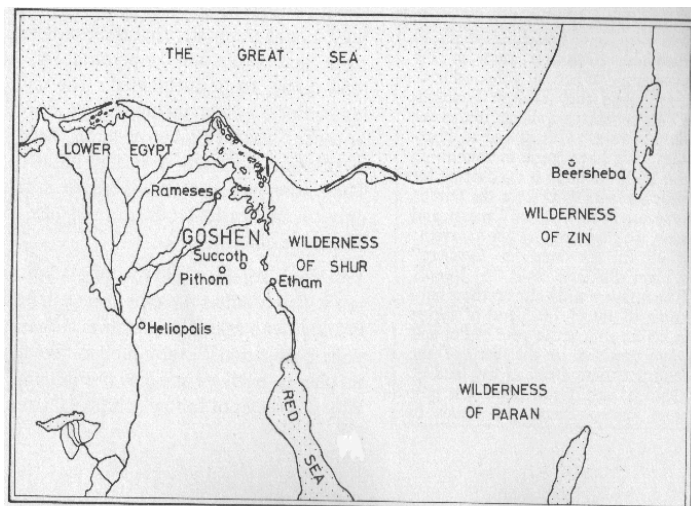 THE GREAT SEA
LOWER EGYPT
Beersheba
Rameses
WILDERNESS
OF ZIN
GOSHEN
WILDERNESS
OF SHUR
Succoth
Pithom
Etham
Heliopolis
WILDERNESS
OF PARAN
RED
SEA